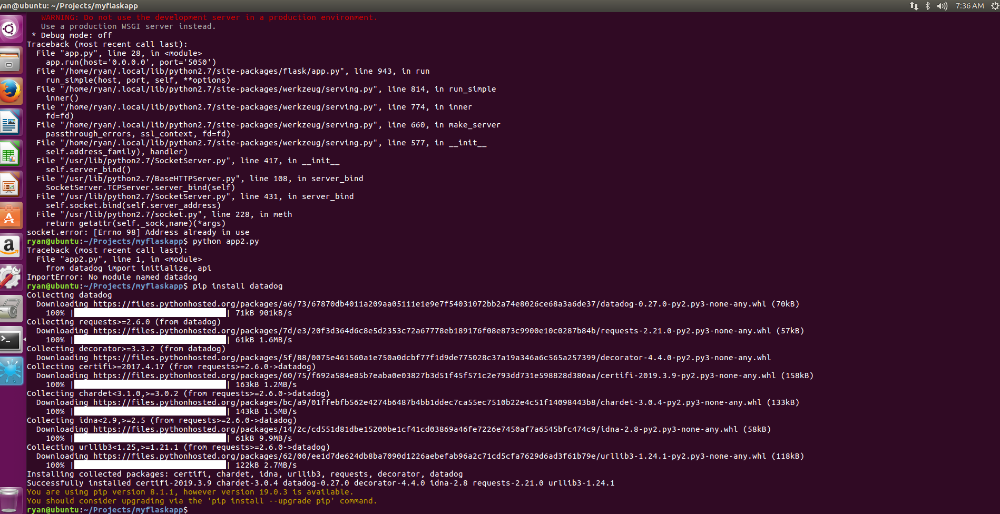 yan@ubuntu: ~/Projects/myflaskapp
7:36 AM
WARNING: Do not use the development server in a production environment.
Use a production WSGI server instead.
* Debug mode: off
Traceback (most recent call last):
File "app.py", line 28, in <module>
app.run(host='0.0.0.0', port='5050')
File "/home/ryan/.local/lib/python2.7/site-packages/flask/app.py", line 943, in run
run_simple(host, port, self, **options)
File "/home/ryan/.local/lib/python2.7/site-packages/werkzeug/serving.py", line 814, in run_simple
inner()
File "/home/ryan/.local/lib/python2.7/site-packages/werkzeug/serving.py", line 774, in inner
fd=fd)
File "/home/ryan/.local/lib/python2.7/site-packages/werkzeug/serving.py", line 660, in make_server
passthrough_errors, ssl_context, fd=fd)
File "/home/ryan/.local/lib/python2.7/site-packages/werkzeug/serving.py", line 577, in __init__
self.address_family), handler)
File "/usr/lib/python2.7/SocketServer.py", line 417, in __init__
self.server_bind()
File "/usr/lib/python2.7/BaseHTTPServer.py", line 108, in server_bind
SocketServer.TCPServer.server_bind(self)
File "/usr/lib/python2.7/SocketServer.py", line 431, in server_bind
self.socket.bind(self.server_address)
File "/usr/lib/python2.7/socket.py", line 228, in meth
return getattr(self._sock,name)(*args)
socket.error: [Errno 98] Address already in use
ryan@ubuntu:~/Projects/myflaskapp$ python app2.py
Traceback (most recent call last):
File "app2.py", line 1, in <module>
from datadog import initialize, api
ImportError: No module named datadog
ryan@ubuntu:~/Projects/myflaskapp$ pip install datadog
Collecting datadog
Downloading https://files.pythonhosted.org/packages/a6/73/67870db4011a209aa05111e1e9e7f54031072bb2a74e8026ce68a3a6de37/datadog-0.27.0-py2.py3-none-any.whl (70kB)
100% |                                | 71kB 901kB/s
Collecting requests>=2.6.0 (from datadog)
Downloading https://files.pythonhosted.org/packages/7d/e3/20f3d364d6c8e5d2353c72a67778eb189176f08e873c9900e10c0287b84b/requests-2.21.0-py2.py3-none-any.whl (57kB)
100% |                                | 61kB 1.6MB/s
Collecting decorator>=3.3.2 (from datadog)
Downloading https://files.pythonhosted.org/packages/5f/88/0075e461560a1e750a0dcbf77f1d9de775028c37a19a346a6c565a257399/decorator-4.4.0-py2.py3-none-any.whl
Collecting certifi>=2017.4.17 (from requests>=2.6.0->datadog)
Downloading https://files.pythonhosted.org/packages/60/75/f692a584e85b7eaba0e03827b3d51f45f571c2e793dd731e598828d380aa/certifi-2019.3.9-py2.py3-none-any.whl (158kB)
100% |                                | 163kB 1.2MB/s
Collecting chardet<3.1.0,>=3.0.2 (from requests>=2.6.0->datadog)
Downloading https://files.pythonhosted.org/packages/bc/a9/01ffebfb562e4274b6487b4bb1ddec7ca55ec7510b22e4c51f14098443b8/chardet-3.0.4-py2.py3-none-any.whl (133kB)
100% |                                | 143kB 1.5MB/s
Collecting idna<2.9,>=2.5 (from requests>=2.6.0->datadog)
Downloading https://files.pythonhosted.org/packages/14/2c/cd551d81dbe15200be1cf41cd03869a46fe7226e7450af7a6545bfc474c9/idna-2.8-py2.py3-none-any.whl (58kB)
100% |                                | 61kB 9.9MB/s
Collecting urllib3<1.25,>=1.21.1 (from requests>=2.6.0->datadog)
Downloading https://files.pythonhosted.org/packages/62/00/ee1d7de624db8ba7090d1226aebefab96a2c71cd5cfa7629d6ad3f61b79e/urllib3-1.24.1-py2.py3-none-any.whl (118kB)
100% |                                | 122kB 2.7MB/s
Installing collected packages: certifi, chardet, idna, urllib3, requests, decorator, datadog
Successfully installed certifi-2019.3.9 chardet-3.0.4 datadog-0.27.0 decorator-4.4.0 idna-2.8 requests-2.21.0 urllib3-1.24.1
You are using pip version 8.1.1, however version 19.0.3 is available.
You should consider upgrading via the 'pip install --upgrade pip' command.
ryan@ubuntu:~/Projects/myflaskapp$